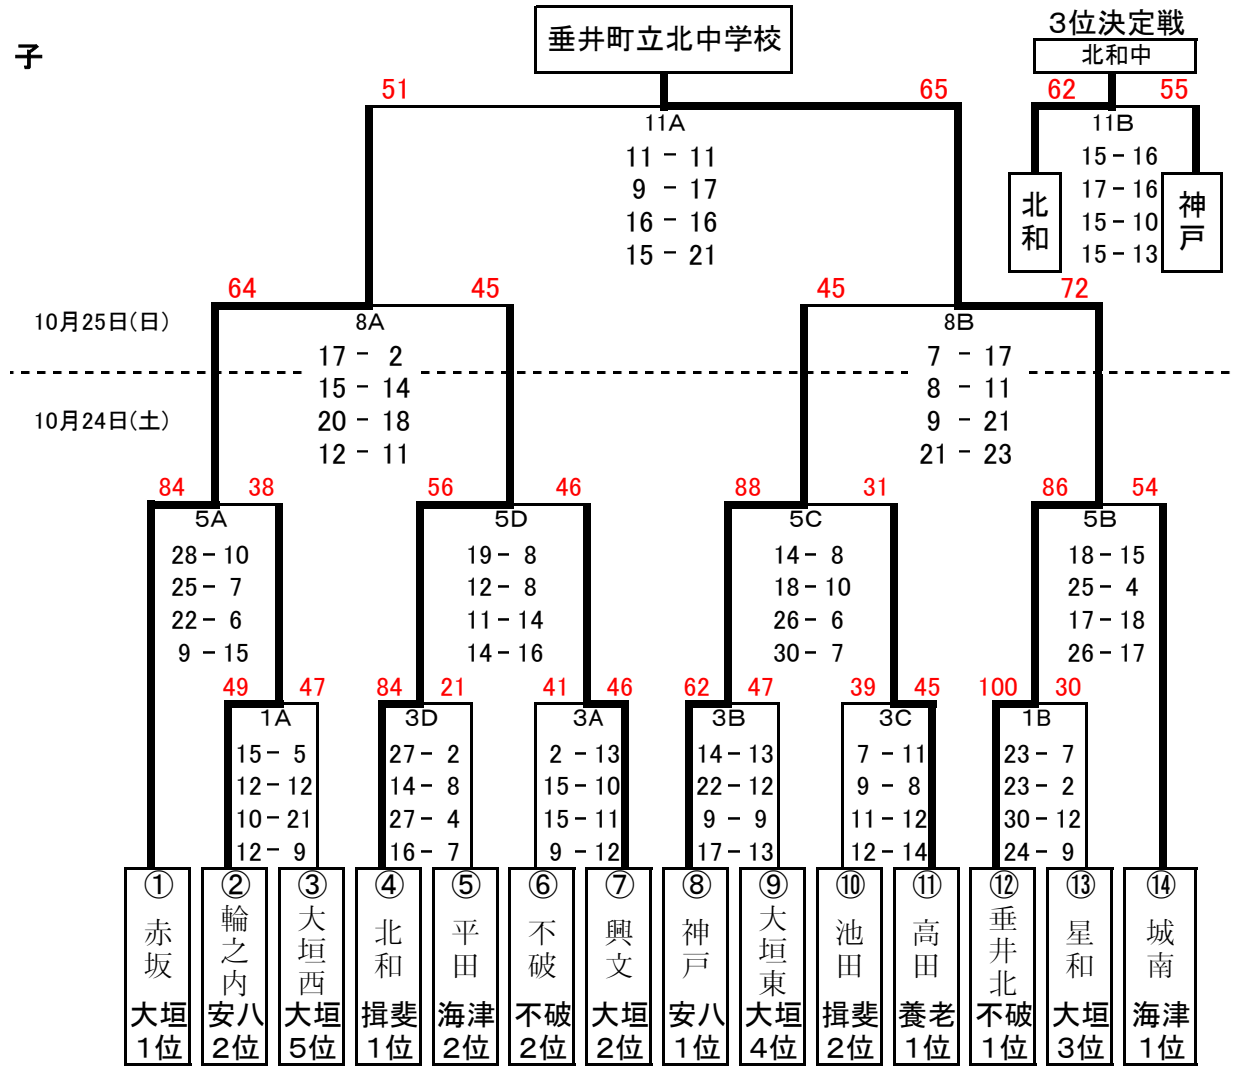 子
垂井町立北中学校
3位決定戦
北和中
51 65
62 55
11A
11 - 11
9 - 17
16 - 16
15 - 21
11B
15 - 16
17 - 16
15 - 10
15 - 13
北和
神戸
64 45
45 72
10月25日(日)
10月24日(土)
8A
17 - 2
15 - 14
20 - 18
12 - 11
8B
7 - 17
8 - 11
9 - 21
21 - 23
84 38
56 46
88 31
86 54
5A
28 - 10
25 - 7
22 - 6
9 - 15
5D
19 - 8
12 - 8
11 - 14
14 - 16
5C
14 - 8
18 - 10
26 - 6
30 - 7
5B
18 - 15
25 - 4
17 - 18
26 - 17
49 47
84 21
41 46
62 47
39 45
100 30
1A
15 - 5
12 - 12
10 - 21
12 - 9
3D
27 - 2
14 - 8
27 - 4
16 - 7
3A
2 - 13
15 - 10
15 - 11
9 - 12
3B
14 - 13
22 - 12
9 - 9
17 - 13
3C
7 - 11
9 - 8
11 - 12
12 - 14
1B
23 - 7
23 - 2
30 - 12
24 - 9
①
赤坂
大垣
1位
②
輪之内
安八
2位
③
大垣西
大垣
5位
④
北和
揖斐
1位
⑤
平田
海津
2位
⑥
不破
不破
2位
⑦
興文
大垣
2位
⑧
神戸
安八
1位
⑨
大垣東
大垣
4位
⑩
池田
揖斐
2位
⑪
高田
養老
1位
⑫
垂井北
不破
1位
⑬
星和
大垣
3位
⑭
城南
海津
1位